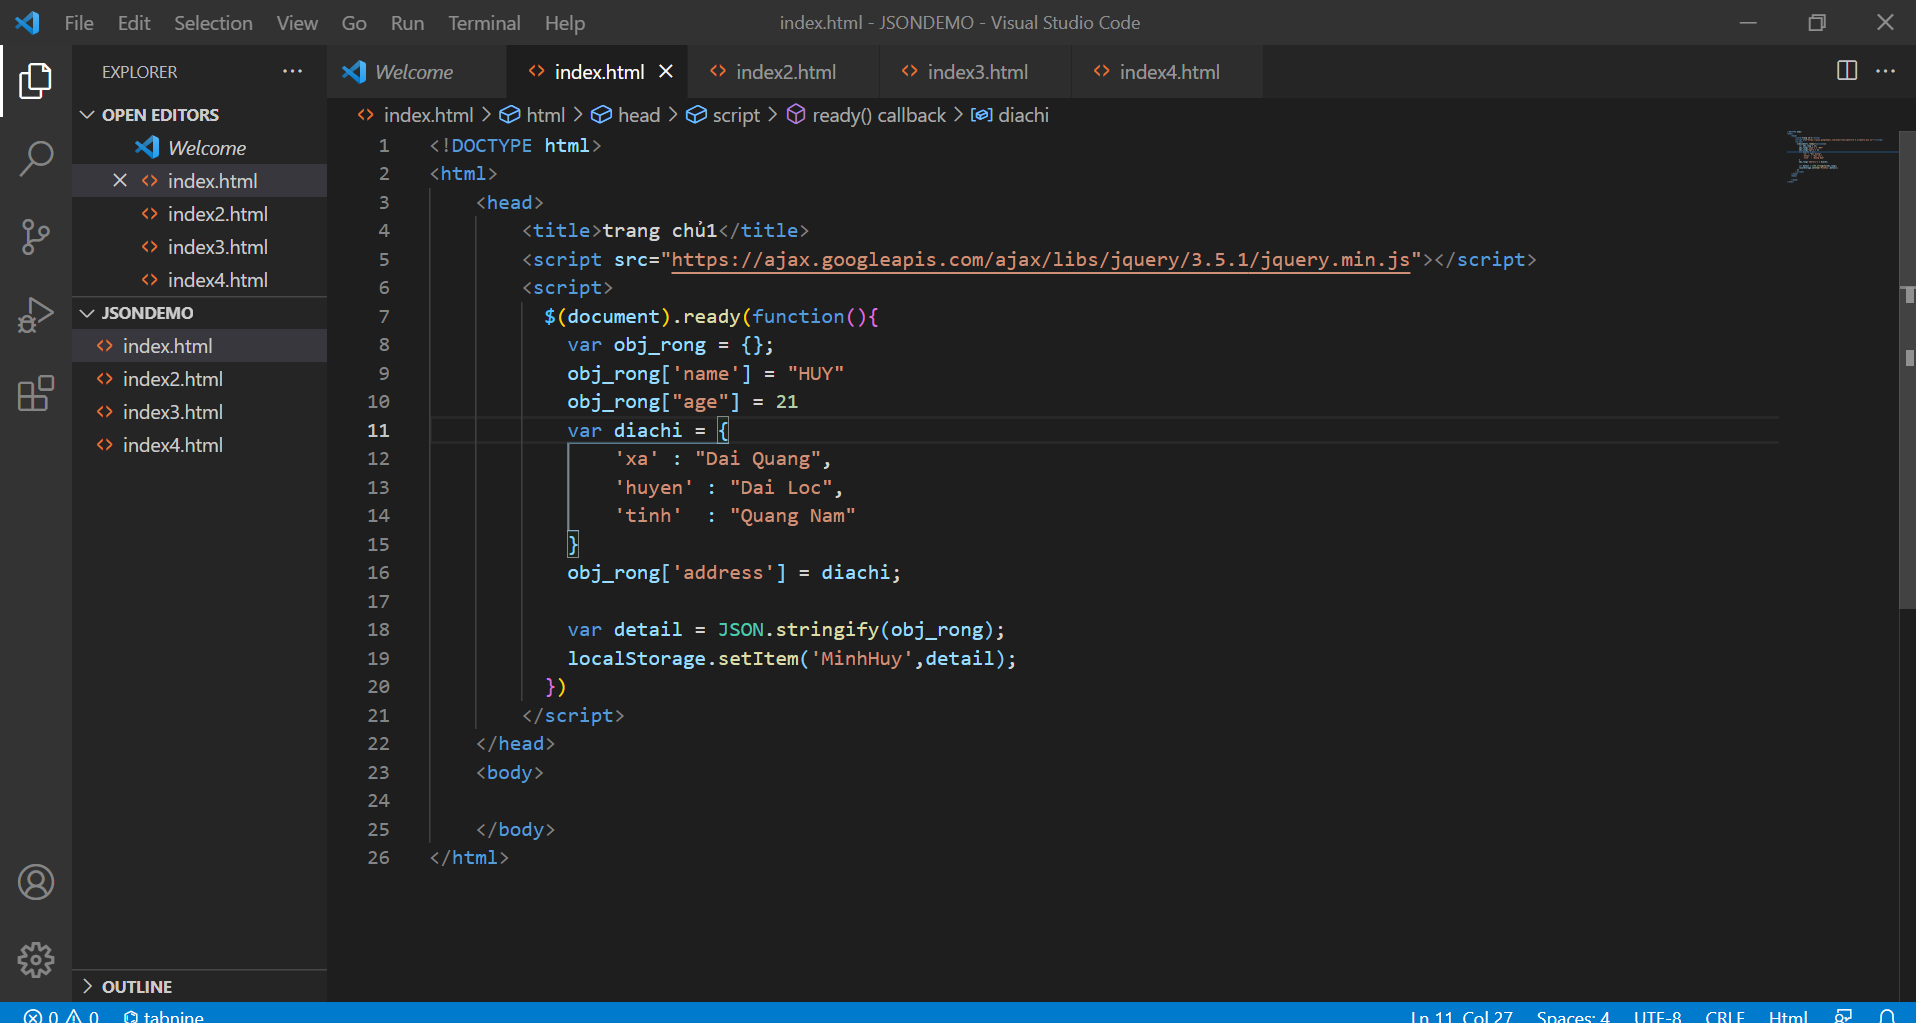 File Edit Selection View Go Run Terminal Help
index.html - JSONDEMO - Visual Studio Code
EXPLORER
OPEN EDITORS
Welcome
index.html
index2.html
index3.html
index4.html
JSONDEMO
index.html
index2.html
index3.html
index4.html
OUTLINE
Welcome index.html index2.html index3.html index4.html
index.html > html > head > script > ready() callback > diachi
1 <!DOCTYPE html>
2 <html>
3 <head>
4 <title>trang chủ1</title>
5 <script src="https://ajax.googleapis.com/ajax/libs/jquery/3.5.1/jquery.min.js"></script>
6 <script>
7 $(document).ready(function(){
8 var obj_rong = {};
9 obj_rong['name'] = "HUY"
10 obj_rong["age"] = 21
11 var diachi = {
12 'xa' : "Dai Quang",
13 'huyen' : "Dai Loc",
14 'tinh'  : "Quang Nam"
15 }
16 obj_rong['address'] = diachi;
17
18 var detail = JSON.stringify(obj_rong);
19 localStorage.setItem('MinhHuy',detail);
20 })
21 </script>
22 </head>
23 <body>
24
25 </body>
26 </html>
0 0 tabnine
Ln 11, Col 27 Spaces: 4 UTF-8 CRLF Html